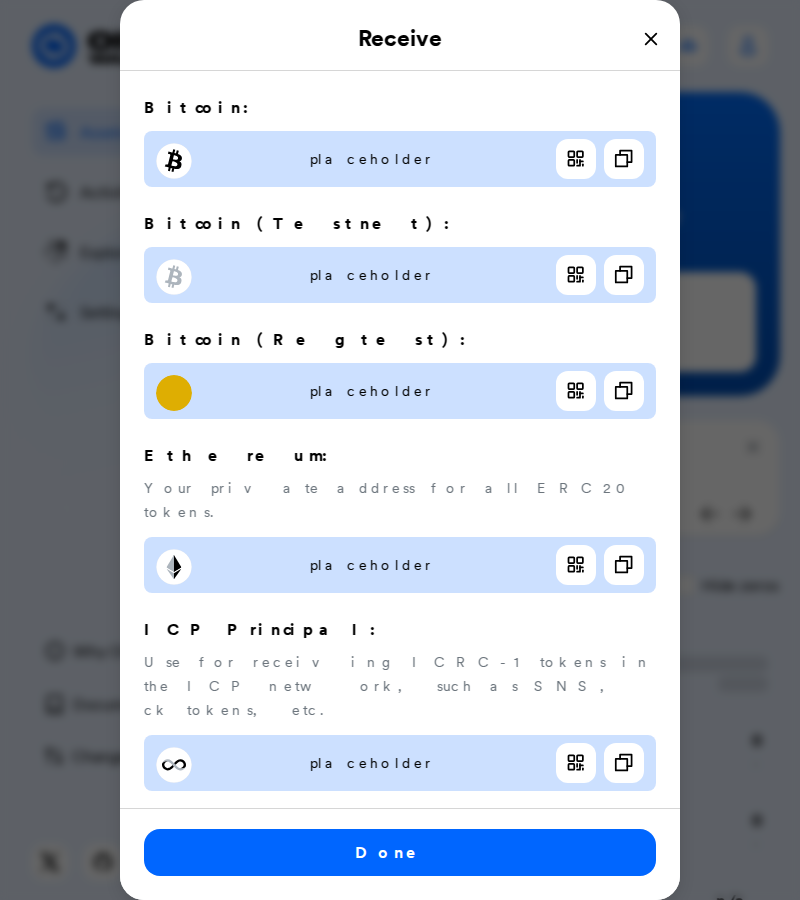 Receive
Bitcoin:
placeholder
Bitcoin (Testnet):
placeholder
Bitcoin (Regtest):
placeholder
Ethereum:
Your private address for all ERC20
tokens.
placeholder
ICP Principal:
Use for receiving ICRC-1 tokens in
the ICP network, such as SNS,
ck tokens, etc.
placeholder
Done